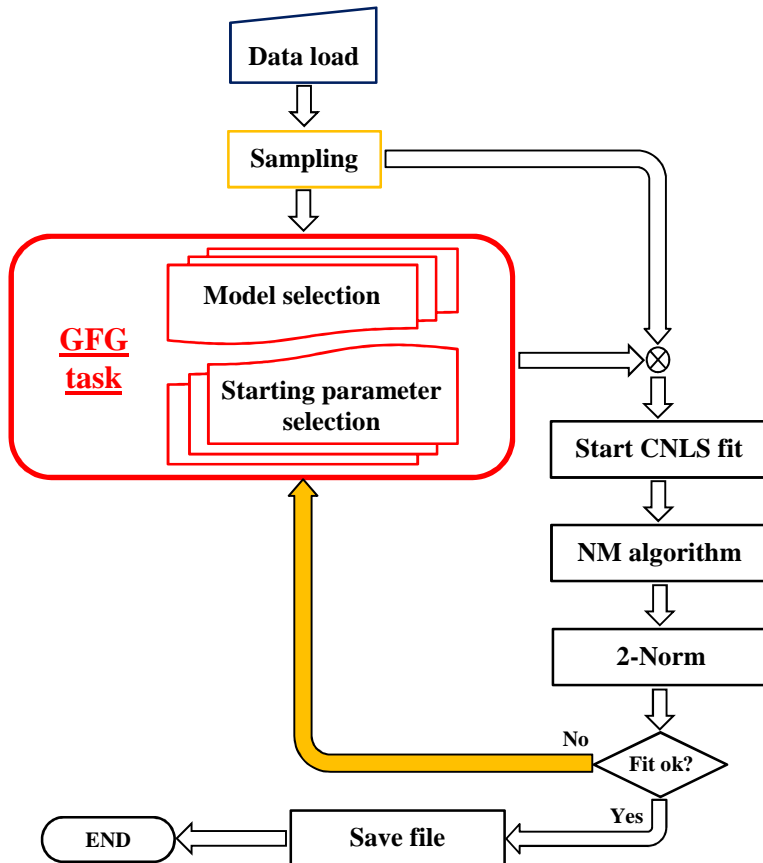 Data load
Sampling
Model selection
GFG
task
Starting parameter
selection
Start CNLS fit
NM algorithm
2-Norm
No
Fit ok?
Yes
Save file
END